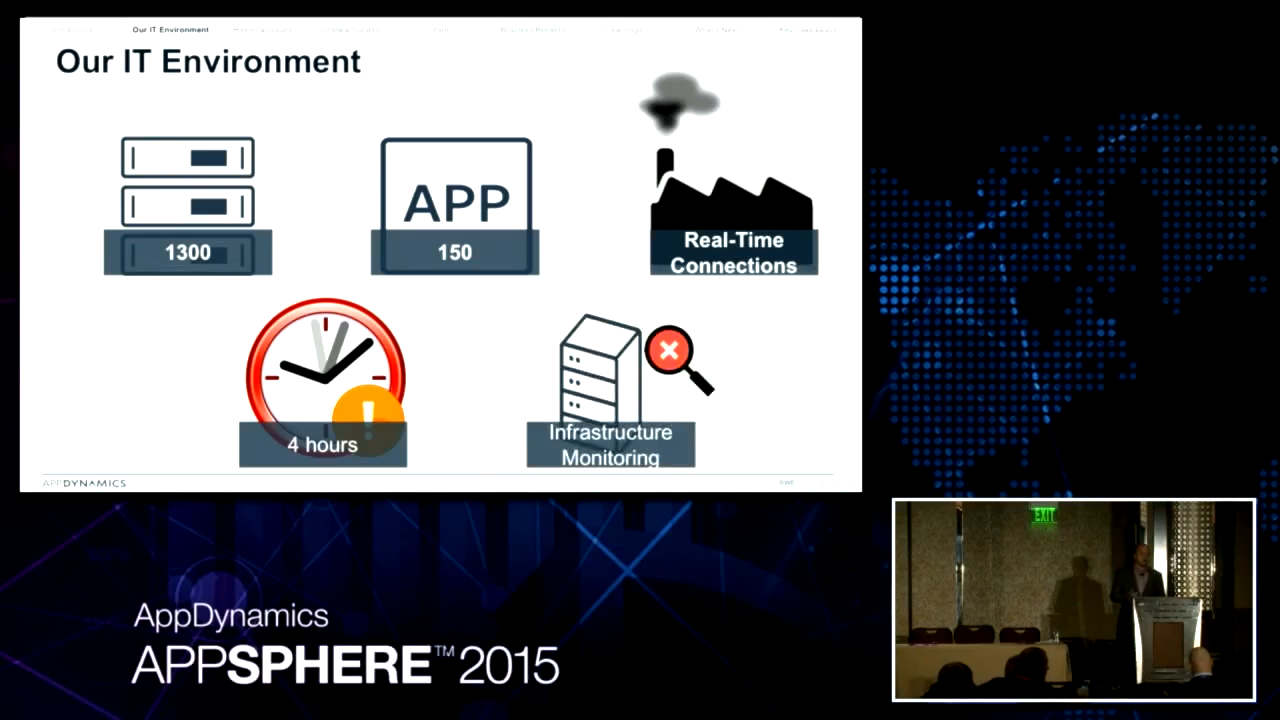 Our IT Environment
Our IT Environment
1300
APP
150
Real-Time
Connections
4 hours
Infrastructure
Monitoring
APPDYNAMICS
EXIT
AppDynamics
APPSPHERE™ 2015